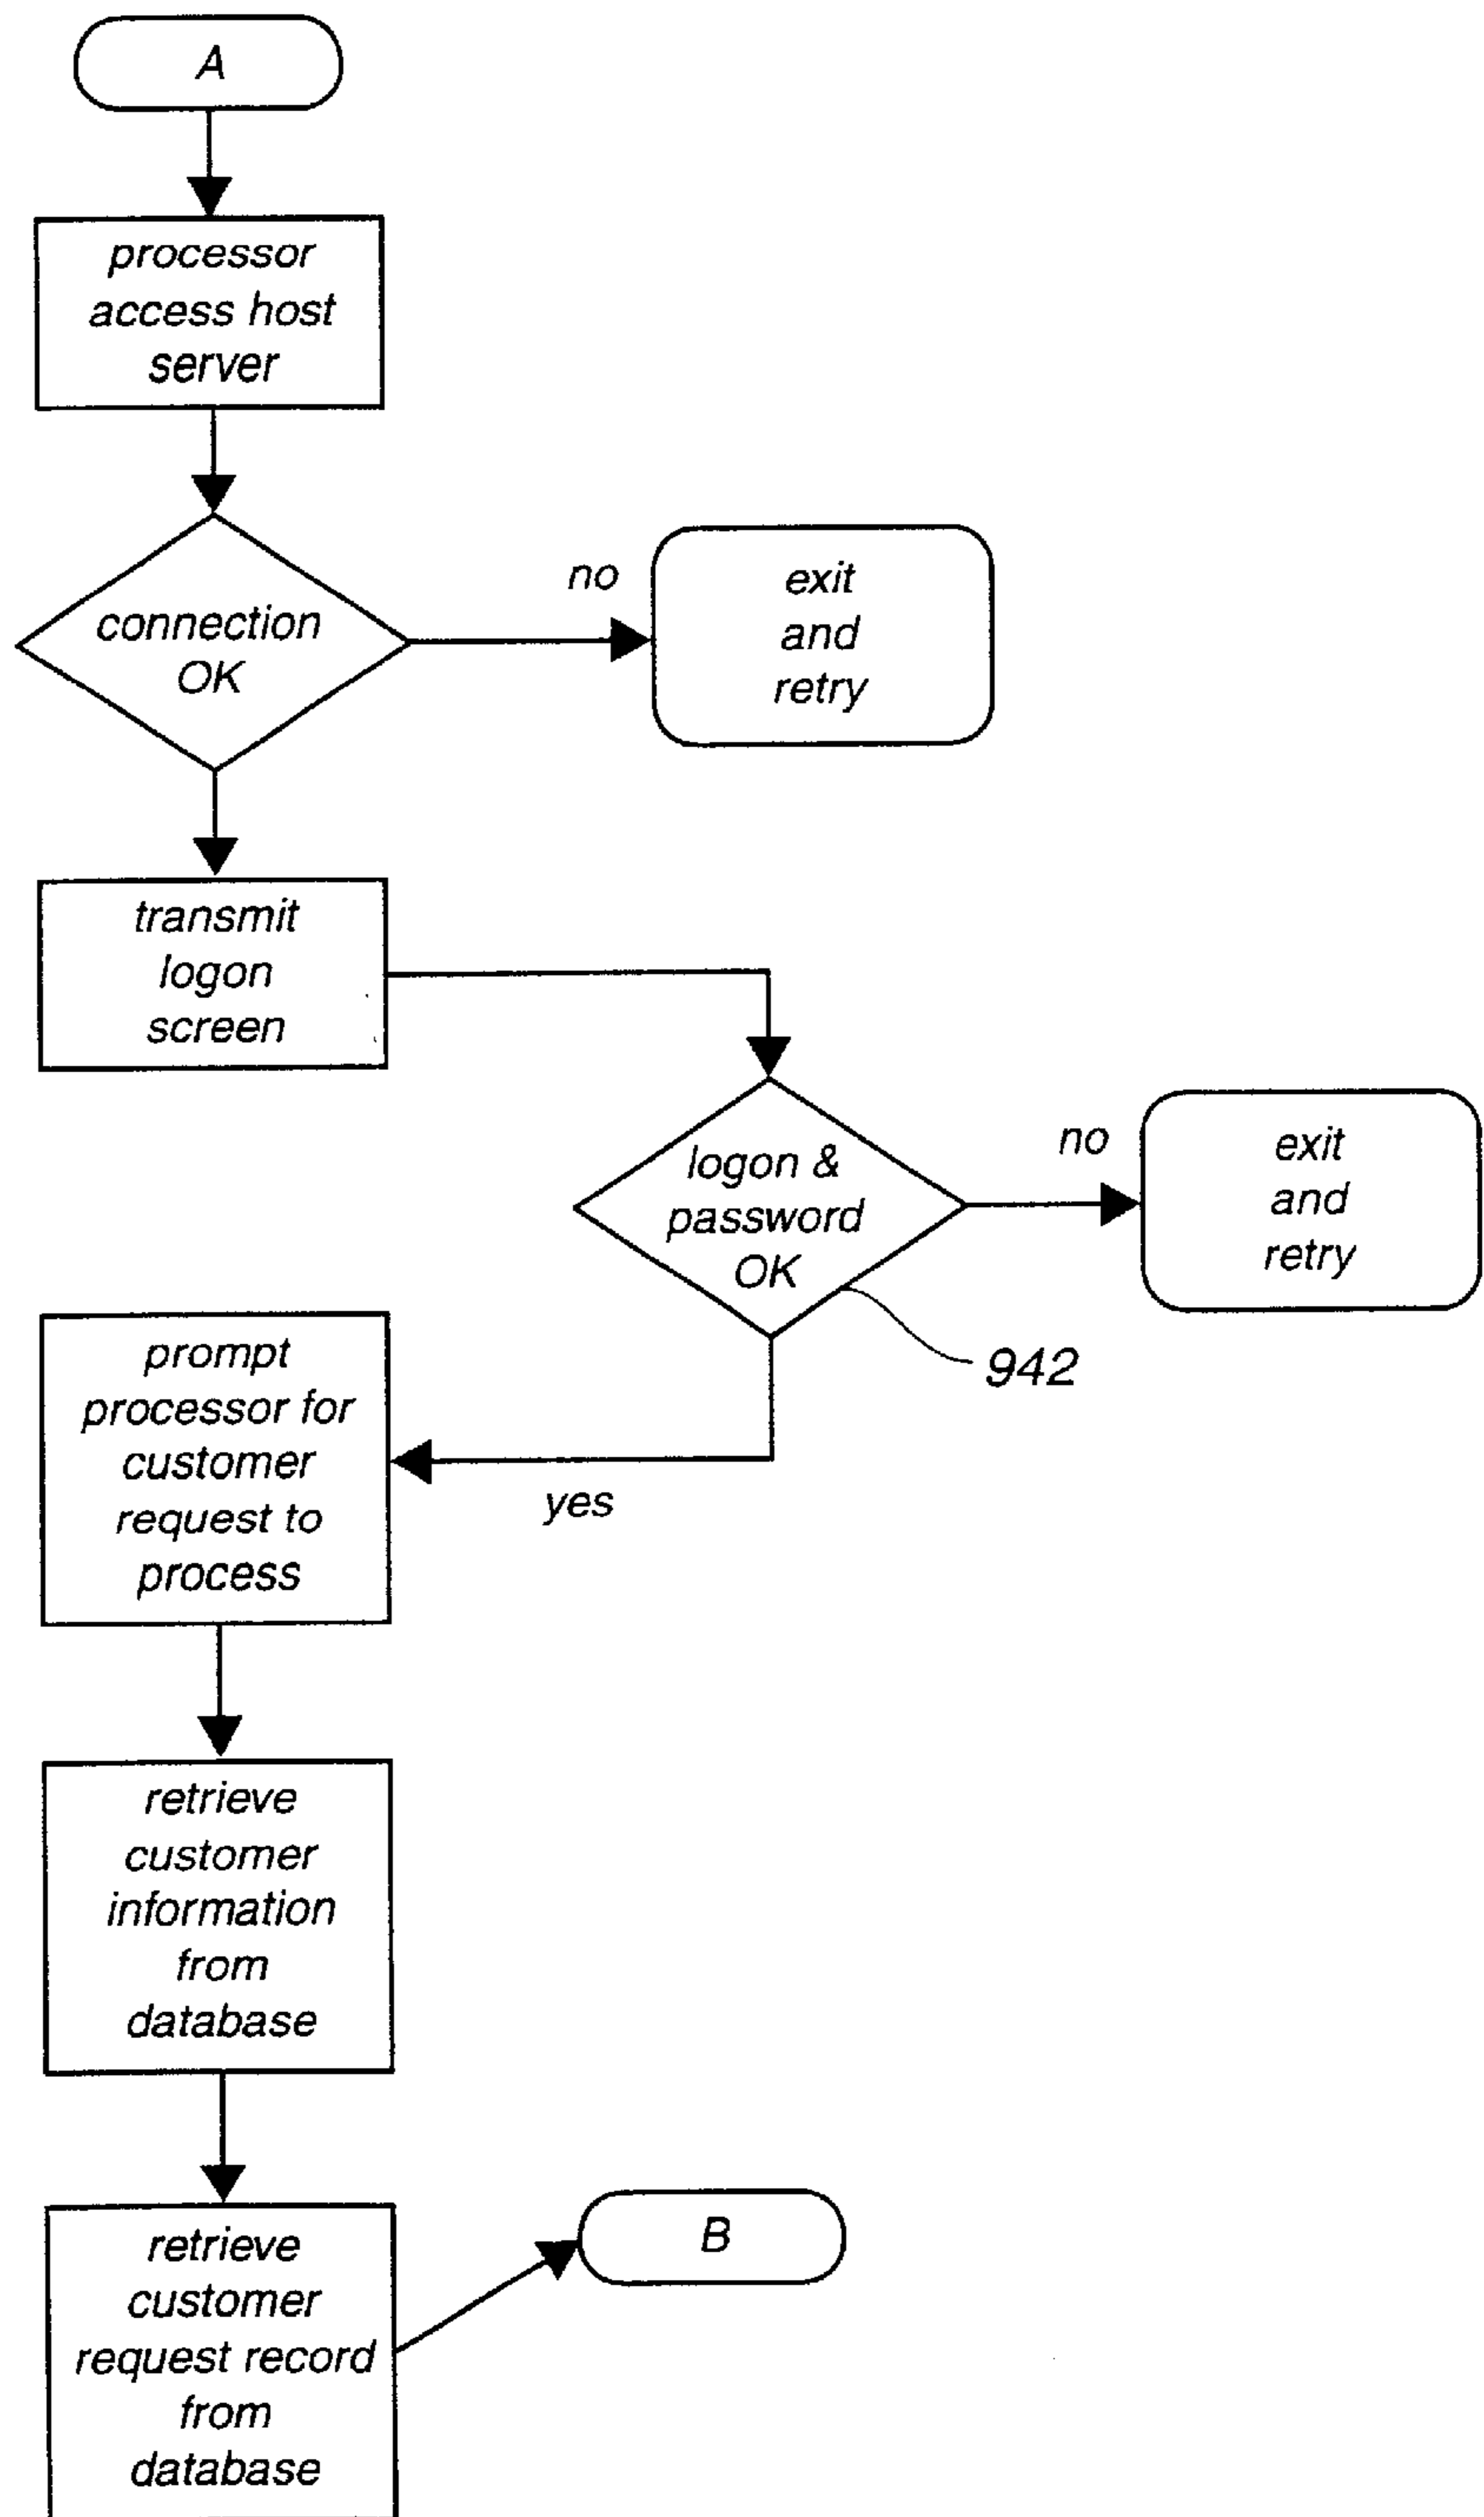 A
processor
access host
server
connection
OK
no
exit
and
retry
transmit
logon
screen
logon &
password
OK
no
exit
and
retry
942
yes
prompt
processor for
customer
request to
process
retrieve
customer
information
from
database
retrieve
customer
request record
from
database
B